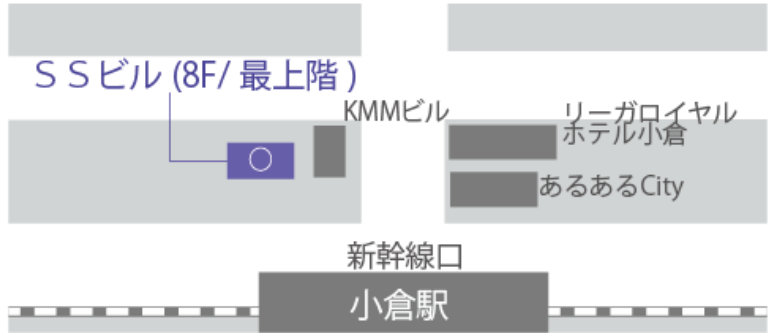 ＳＳビル (8F/ 最上階 )
KMMビル
リーガロイヤル
ホテル小倉
あるあるCity
新幹線口
小倉駅